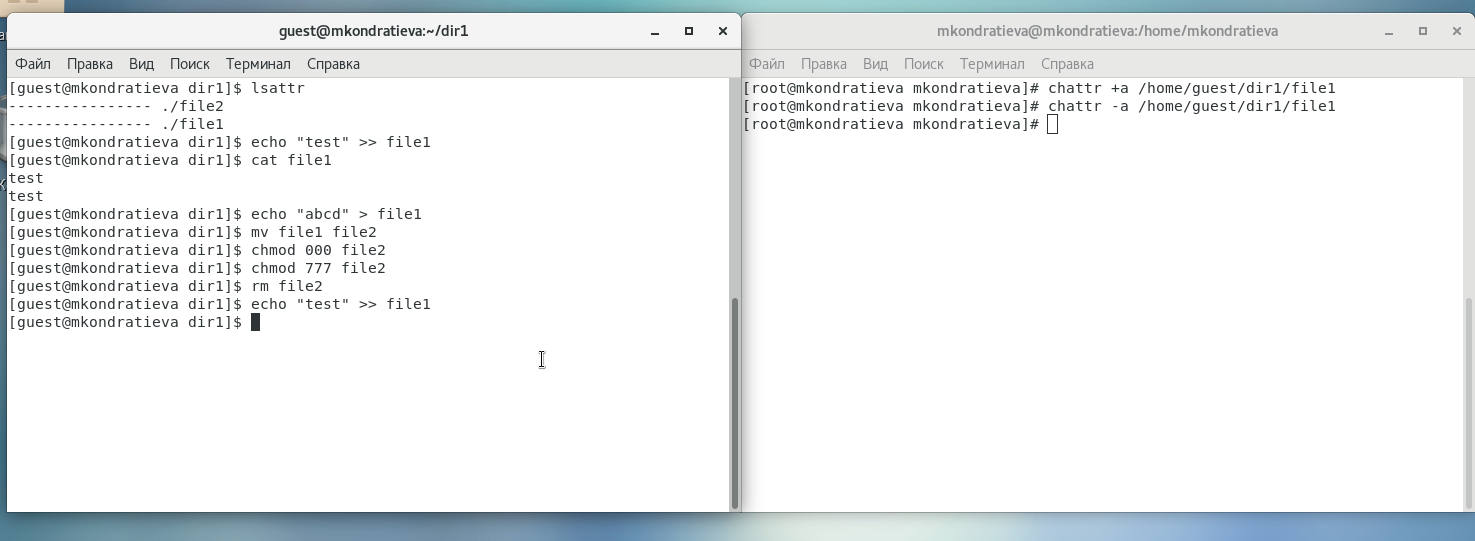 guest@mkondratieva:~/dir1
Файл Правка Вид Поиск Терминал Справка
[guest@mkondratieva dir1]$ lsattr
---------------- ./file2
---------------- ./file1
[guest@mkondratieva dir1]$ echo "test" >> file1
[guest@mkondratieva dir1]$ cat file1
test
test
[guest@mkondratieva dir1]$ echo "abcd" > file1
[guest@mkondratieva dir1]$ mv file1 file2
[guest@mkondratieva dir1]$ chmod 000 file2
[guest@mkondratieva dir1]$ chmod 777 file2
[guest@mkondratieva dir1]$ rm file2
[guest@mkondratieva dir1]$ echo "test" >> file1
[guest@mkondratieva dir1]$
mkondratieva@mkondratieva:/home/mkondratieva
Файл Правка Вид Поиск Терминал Справка
[root@mkondratieva mkondratieva]# chattr +a /home/guest/dir1/file1
[root@mkondratieva mkondratieva]# chattr -a /home/guest/dir1/file1
[root@mkondratieva mkondratieva]#